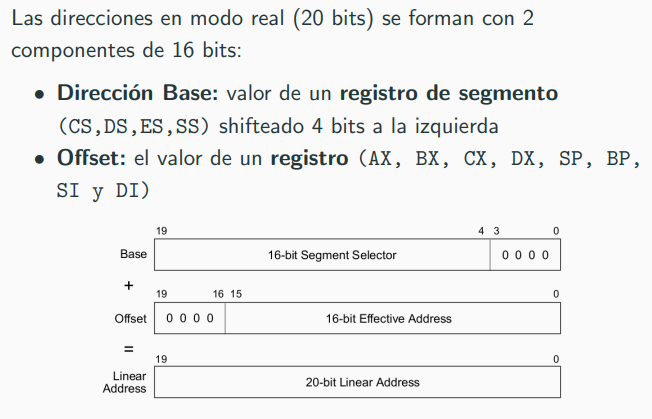 Las direcciones en modo real (20 bits) se forman con 2
componentes de 16 bits:
• Dirección Base: valor de un registro de segmento
(CS,DS,ES,SS) shifteado 4 bits a la izquierda
• Offset: el valor de un registro (AX, BX, CX, DX, SP, BP,
SI y DI)
19 4 3 0
Base 16-bit Segment Selector 0 0 0 0
+
19 16 15 0
Offset 0 0 0 0 16-bit Effective Address
=
19 0
Linear
Address 20-bit Linear Address